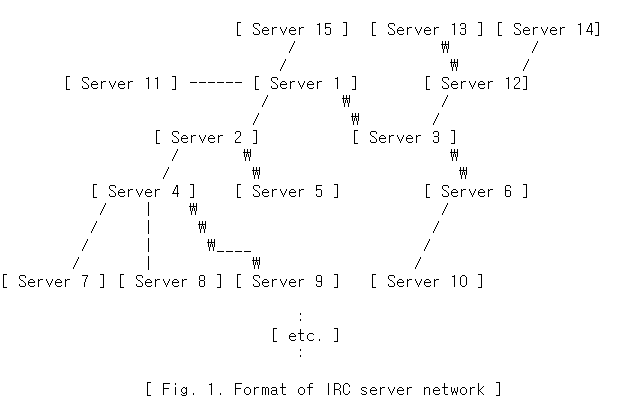 [ Server 15 ] [ Server 13 ] [ Server 14]
/ ₩ /
/ ₩ /
[ Server 11 ] ------ [ Server 1 ] [ Server 12]
/ ₩ /
/ ₩ /
[ Server 2 ] [ Server 3 ]
/ ₩ ₩
/ ₩ ₩
[ Server 4 ] [ Server 5 ] [ Server 6 ]
/ | ₩ /
/ | ₩ /
/ | ₩____ /
/ | ₩ /
[ Server 7 ] [ Server 8 ] [ Server 9 ] [ Server 10 ]
:
[ etc. ]
:
[ Fig. 1. Format of IRC server network ]